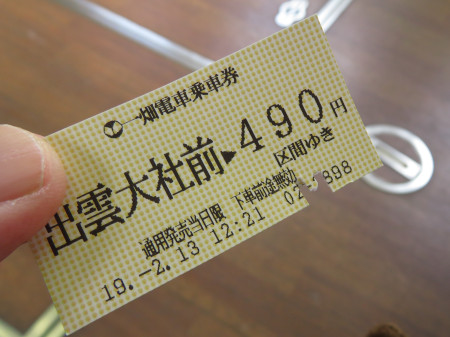 一畑電車乗車券
出雲大社前▶490円
区間ゆき
通用発売当日限 下車前途無効
19.-2.13 12:21